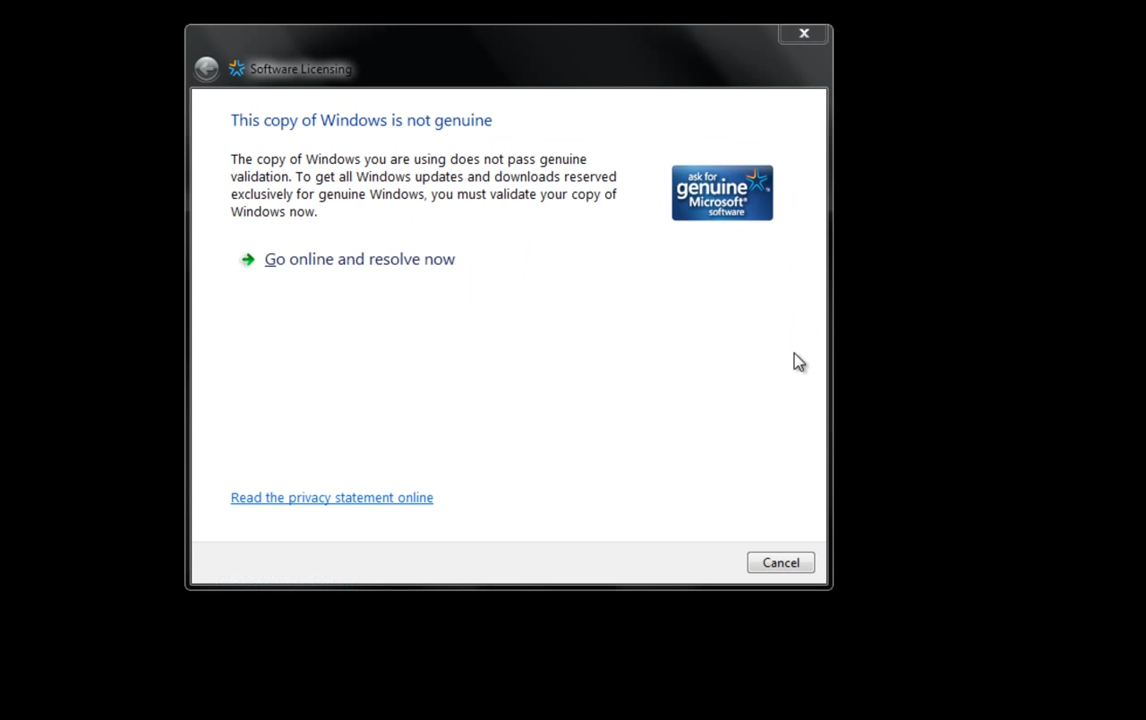 Software Licensing
This copy of Windows is not genuine
The copy of Windows you are using does not pass genuine
validation. To get all Windows updates and downloads reserved
exclusively for genuine Windows, you must validate your copy of
Windows now.
ask for
genuine™
Microsoft®
software
Go online and resolve now
Read the privacy statement online
Cancel